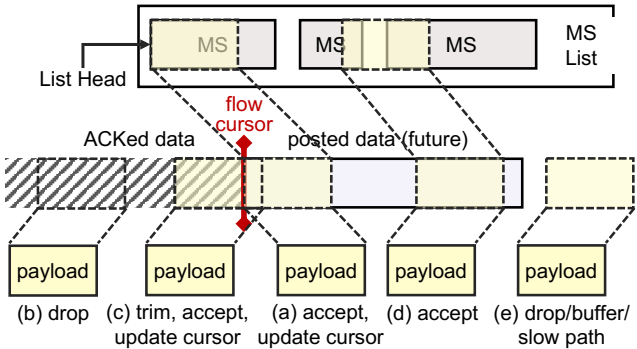 MS
MS
MS
MS
List
List Head
flow
cursor
ACKed data
posted data (future)
payload
payload
payload
payload
payload
(b) drop
(c) trim, accept,
update cursor
(a) accept,
update cursor
(d) accept
(e) drop/buffer/
slow path